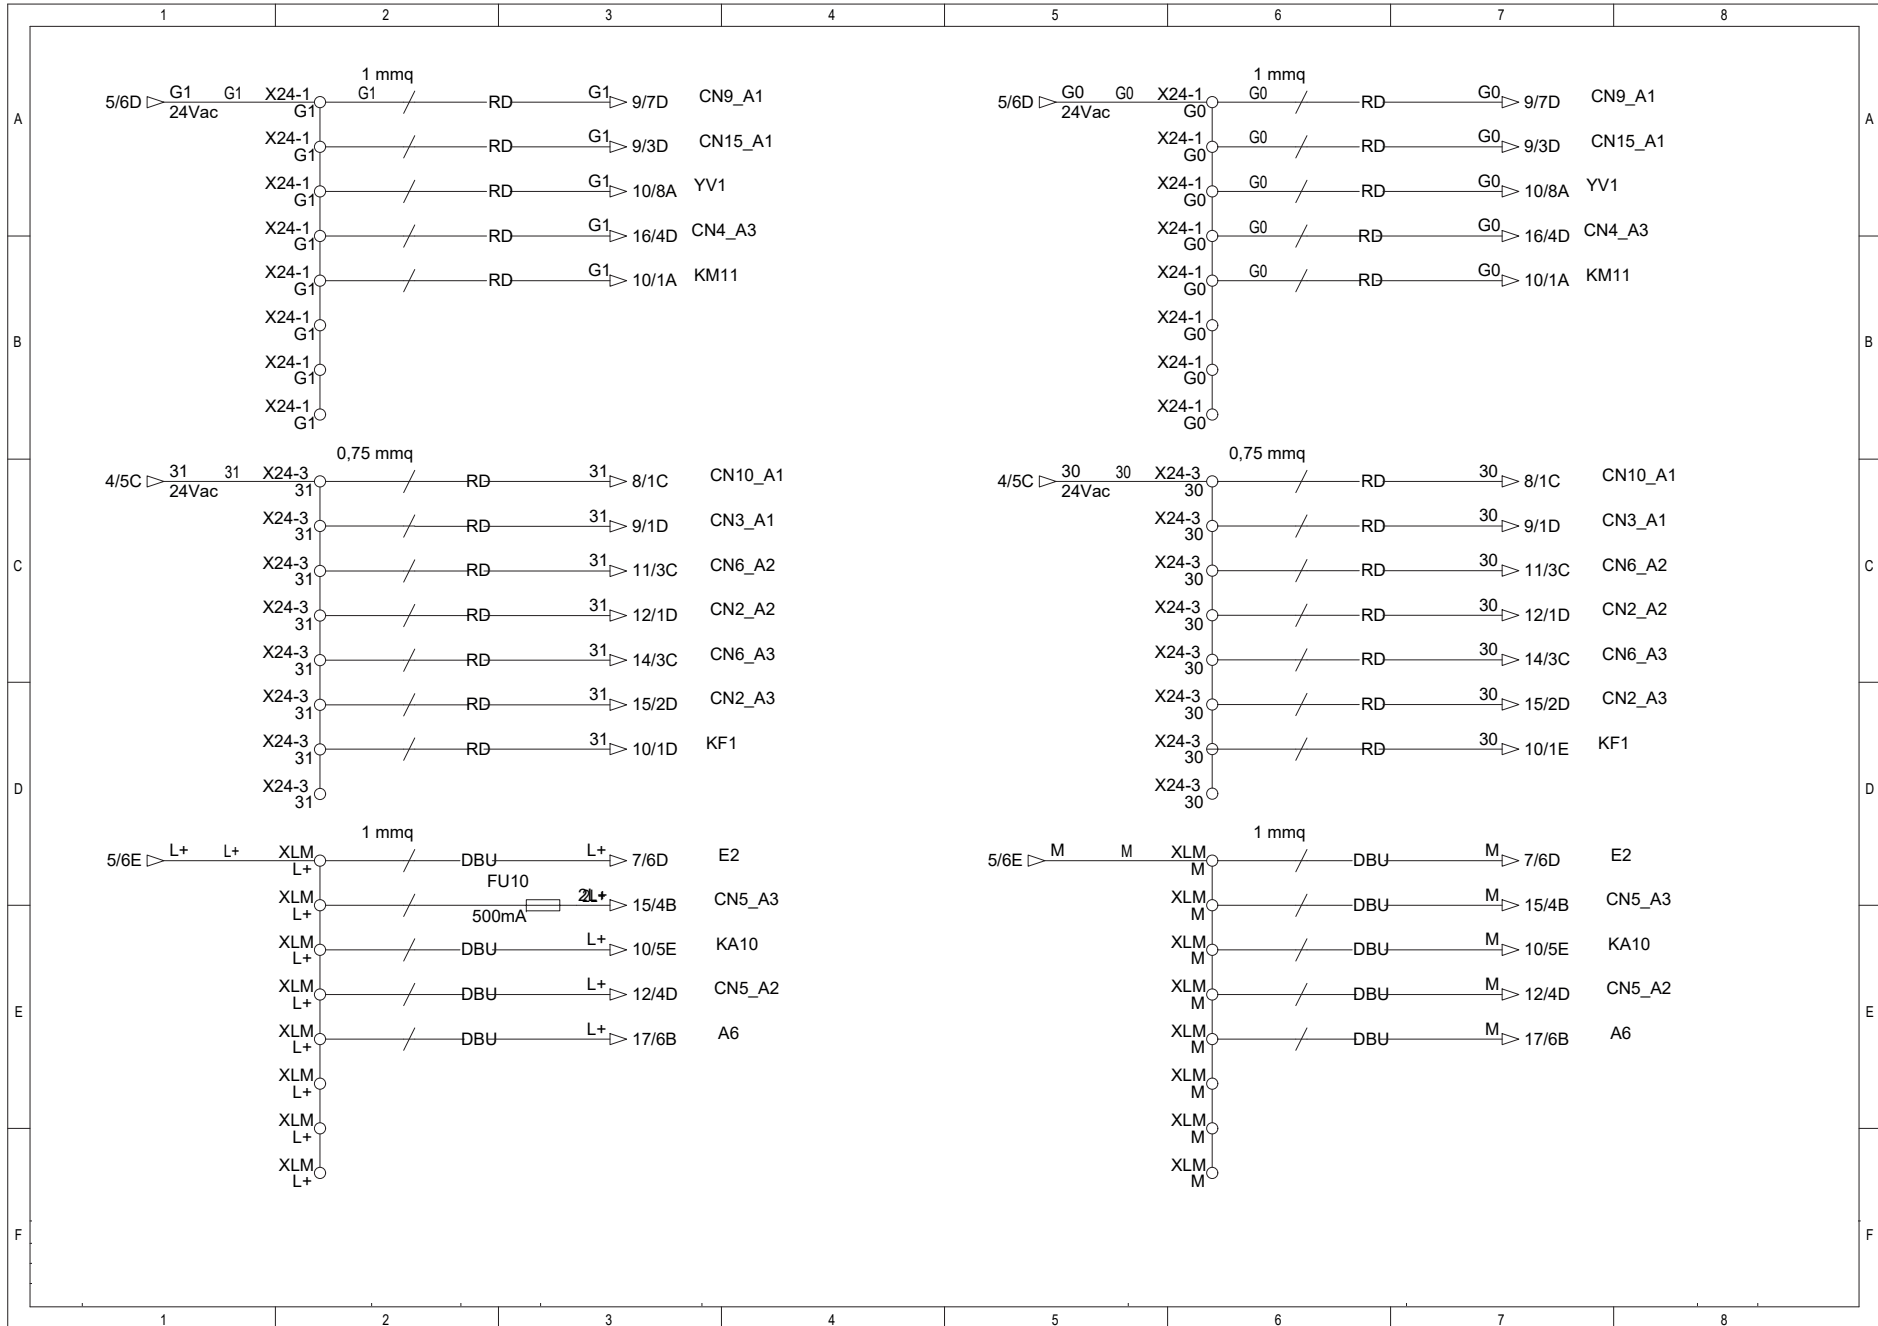 1 2 3 4 5 6 7 8
A A
B B
C C
D D
E E
F F
1 mmq
5/6D G1 24Vac G1 X24-1 G1 G1 RD G1 9/7D CN9_A1
X24-1 G1 RD G1 9/3D CN15_A1
X24-1 G1 RD G1 10/8A YV1
X24-1 G1 RD G1 16/4D CN4_A3
X24-1 G1 RD G1 10/1A KM11
X24-1 G1
X24-1 G1
X24-1 G1
1 mmq
5/6D G0 24Vac G0 X24-1 G0 G0 RD G0 9/7D CN9_A1
X24-1 G0 G0 RD G0 9/3D CN15_A1
X24-1 G0 G0 RD G0 10/8A YV1
X24-1 G0 G0 RD G0 16/4D CN4_A3
X24-1 G0 G0 RD G0 10/1A KM11
X24-1 G0
X24-1 G0
X24-1 G0
0,75 mmq
4/5C 31 24Vac 31 X24-3 31 RD 31 8/1C CN10_A1
X24-3 31 RD 31 9/1D CN3_A1
X24-3 31 RD 31 11/3C CN6_A2
X24-3 31 RD 31 12/1D CN2_A2
X24-3 31 RD 31 14/3C CN6_A3
X24-3 31 RD 31 15/2D CN2_A3
X24-3 31 RD 31 10/1D KF1
X24-3 31
0,75 mmq
4/5C 30 24Vac 30 X24-3 30 RD 30 8/1C CN10_A1
X24-3 30 RD 30 9/1D CN3_A1
X24-3 30 RD 30 11/3C CN6_A2
X24-3 30 RD 30 12/1D CN2_A2
X24-3 30 RD 30 14/3C CN6_A3
X24-3 30 RD 30 15/2D CN2_A3
X24-3 30 RD 30 10/1E KF1
X24-3 30
1 mmq
5/6E L+ L+ XLM L+ DBU L+ 7/6D E2
XLM L+ FU10 500mA 15/4B CN5_A3
XLM L+ DBU L+ 10/5E KA10
XLM L+ DBU L+ 12/4D CN5_A2
XLM L+ DBU L+ 17/6B A6
XLM L+
XLM L+
XLM L+
1 mmq
5/6E M M XLM M DBU M 7/6D E2
XLM M DBU M 15/4B CN5_A3
XLM M DBU M 10/5E KA10
XLM M DBU M 12/4D CN5_A2
XLM M DBU M 17/6B A6
XLM M
XLM M
XLM M
1 2 3 4 5 6 7 8